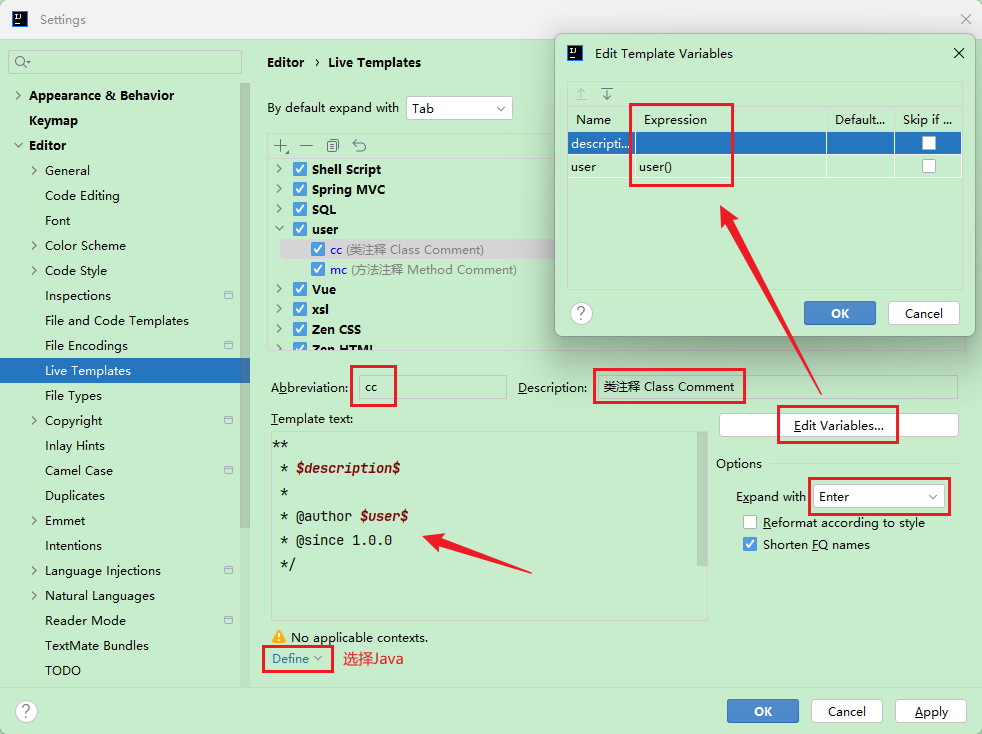 Settings
Appearance & Behavior
Keymap
Editor
General
Code Editing
Font
Color Scheme
Code Style
Inspections
File and Code Templates
File Encodings
Live Templates
File Types
Copyright
Inlay Hints
Camel Case
Duplicates
Emmet
Intentions
Language Injections
Natural Languages
Reader Mode
TextMate Bundles
TODO
?
Editor › Live Templates
By default expand with Tab
Shell Script
Spring MVC
SQL
user
cc (类注释 Class Comment)
mc (方法注释 Method Comment)
Vue
xsl
Zen CSS
Zen HTML
Abbreviation: cc Description: 类注释 Class Comment
Template text:
**
* $description$
*
* @author $user$
* @since 1.0.0
*/
Edit Variables...
Options
Expand with Enter
Reformat according to style
Shorten FQ names
No applicable contexts.
Define 选择Java
OK Cancel Apply
Edit Template Variables
Name Expression Default... Skip if ...
descripti...
user user()
? OK Cancel